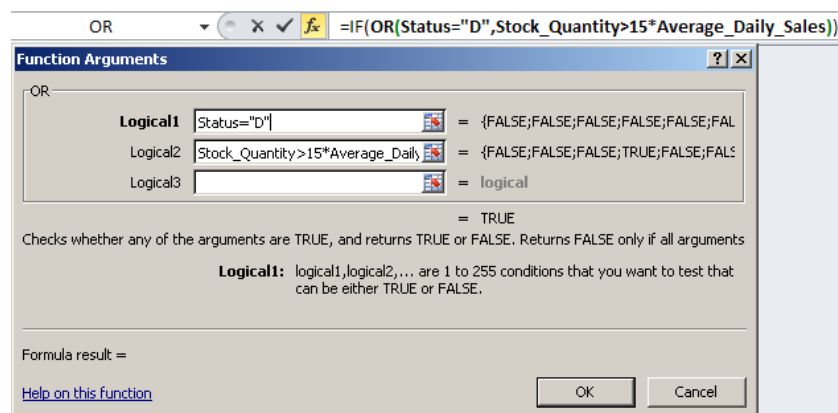 OR fx =IF(OR(Status="D",Stock_Quantity>15*Average_Daily_Sales))
Function Arguments
OR
Logical1 Status="D" = {FALSE;FALSE;FALSE;FALSE;FALSE;FAL
Logical2 Stock_Quantity>15*Average_Daily = {FALSE;FALSE;FALSE;TRUE;FALSE;FALS
Logical3 = logical
= TRUE
Checks whether any of the arguments are TRUE, and returns TRUE or FALSE. Returns FALSE only if all arguments
Logical1: logical1,logical2,... are 1 to 255 conditions that you want to test that
can be either TRUE or FALSE.
Formula result =
Help on this function OK Cancel